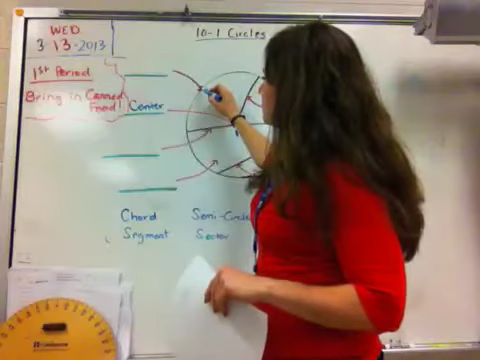 WED
3-13-2013
1st Period
Bring in Canned
Food!
10-1 Circles
Center
Chord Semi-Circle
Segment Sector